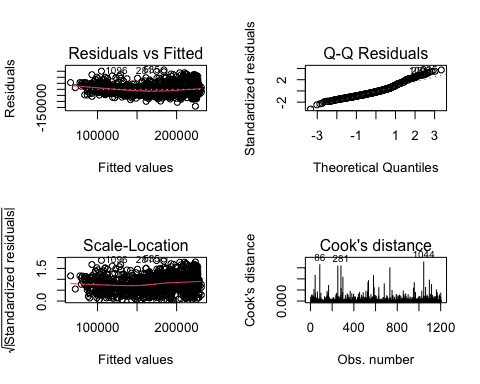 Residuals vs Fitted
Residuals
-150000
1096
100000 200000
Fitted values
Q-Q Residuals
Standardized residuals
-2 2
-3 -1 1 2 3
Theoretical Quantiles
Scale-Location
√|Standardized residuals|
0.0 1.5
1096
100000 200000
Fitted values
Cook's distance
Cook's distance
0.000
86 281 1044
0 400 800 1200
Obs. number